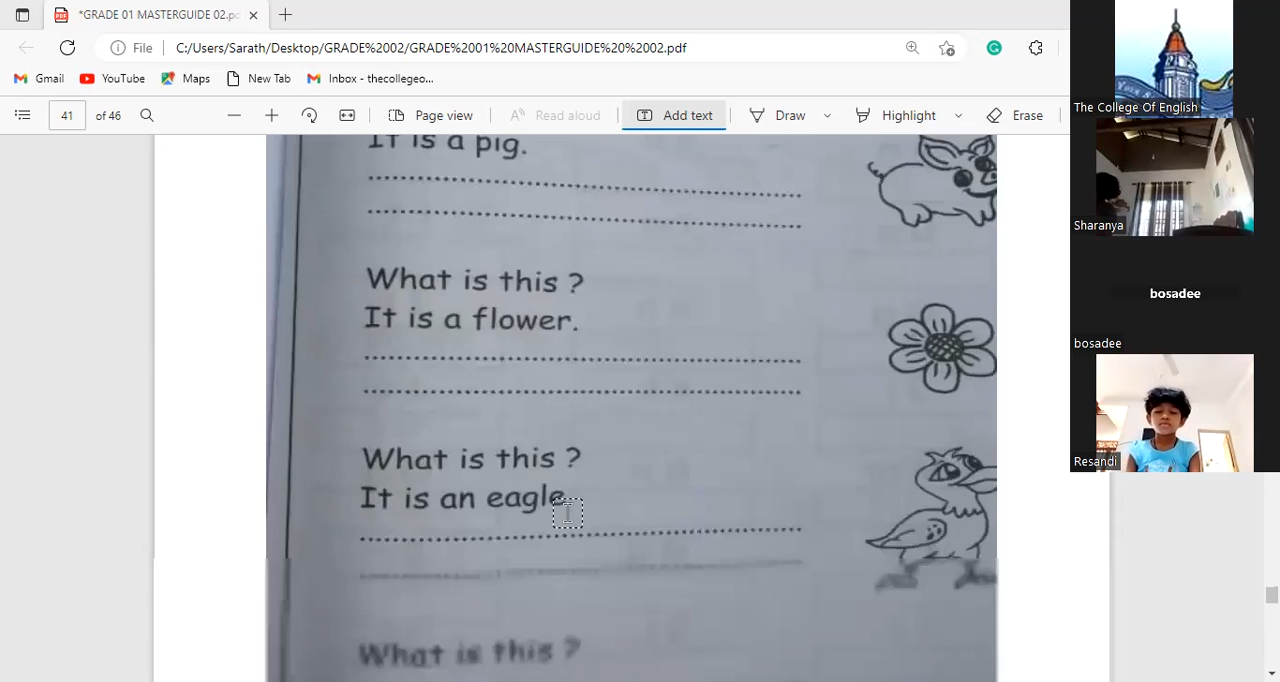 *GRADE 01 MASTERGUIDE 02.pd
File
C:/Users/Sarath/Desktop/GRADE%2002/GRADE%2001%20MASTERGUIDE%20%2002.pdf
Gmail YouTube Maps New Tab Inbox - thecollegeo...
41 of 46 Page view Read aloud Add text Draw Highlight Erase
It is a pig.
What is this ?
It is a flower.
What is this ?
It is an eagle
What is this ?
The College Of English
Sharanya
bosadee
bosadee
Resandi